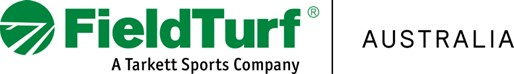 FieldTurf®
A Tarkett Sports Company
AUSTRALIA